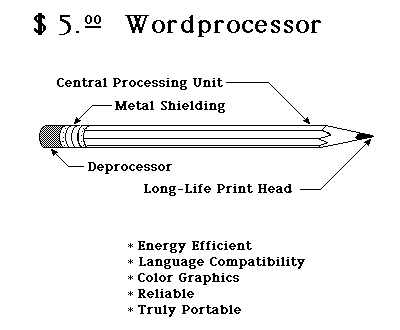 $ 5.00 Wordprocessor
Central Processing Unit
Metal Shielding
Deprocessor
Long-Life Print Head
* Energy Efficient
* Language Compatibility
* Color Graphics
* Reliable
* Truly Portable